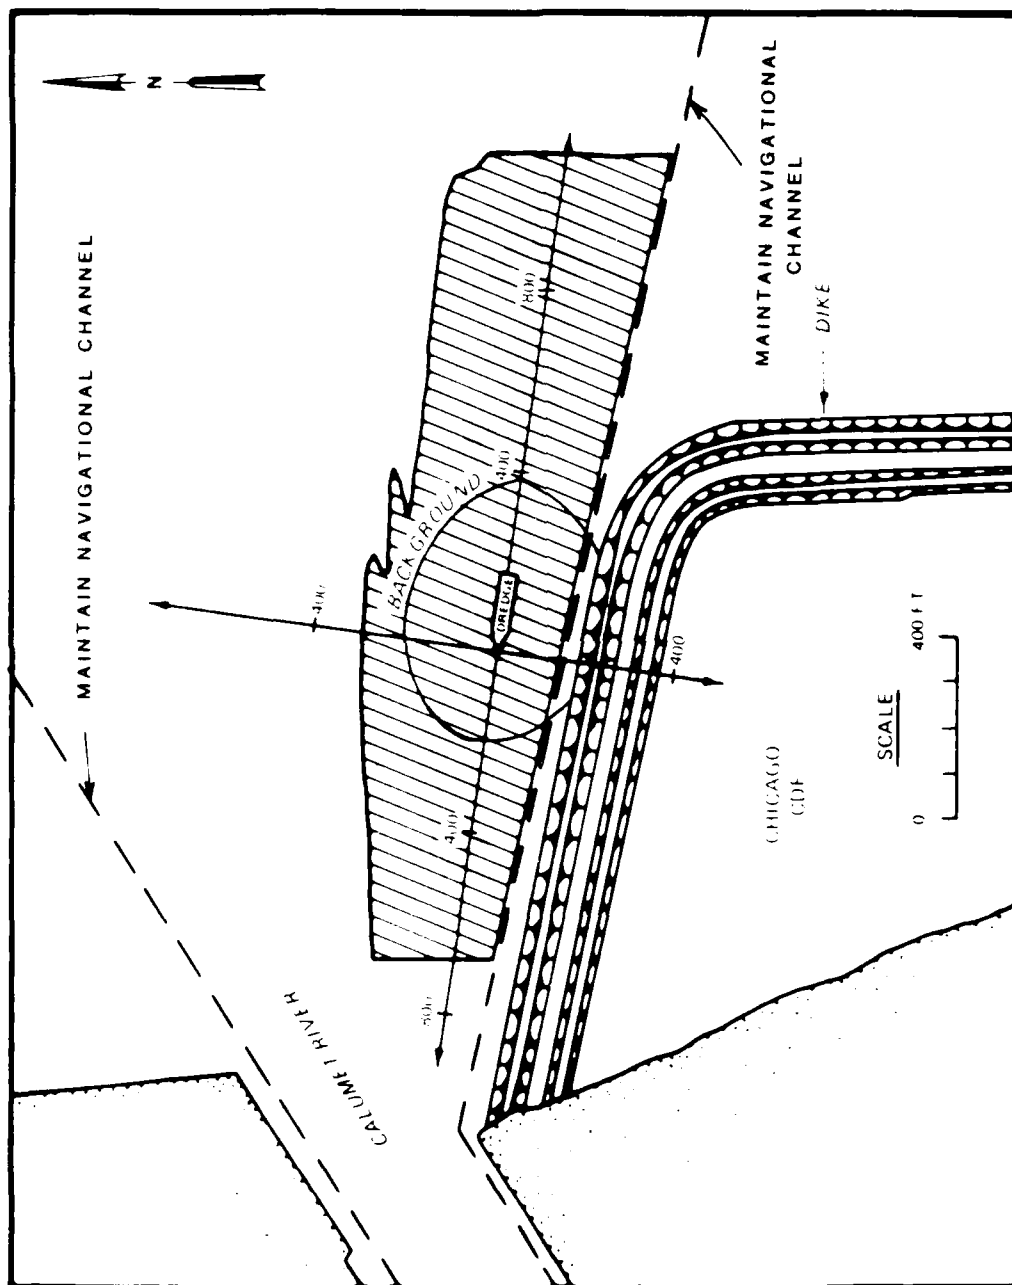 N
MAINTAIN NAVIGATIONAL CHANNEL
MAINTAIN NAVIGATIONAL
CHANNEL
DIKE
BACKGROUND
DREDGE
400
400
800
400
400
CALUMET RIVER
CHICAGO
CDF
SCALE
0
400 FT